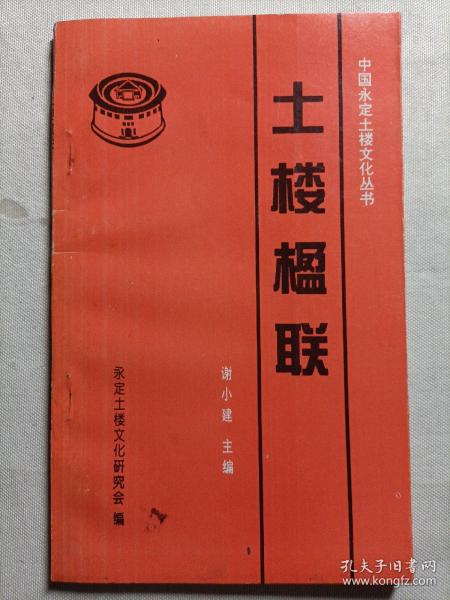 中国永定土楼文化丛书
土楼楹联
谢小建 主编
永定土楼文化研究会 编
孔夫子旧书网
www.kongfz.com